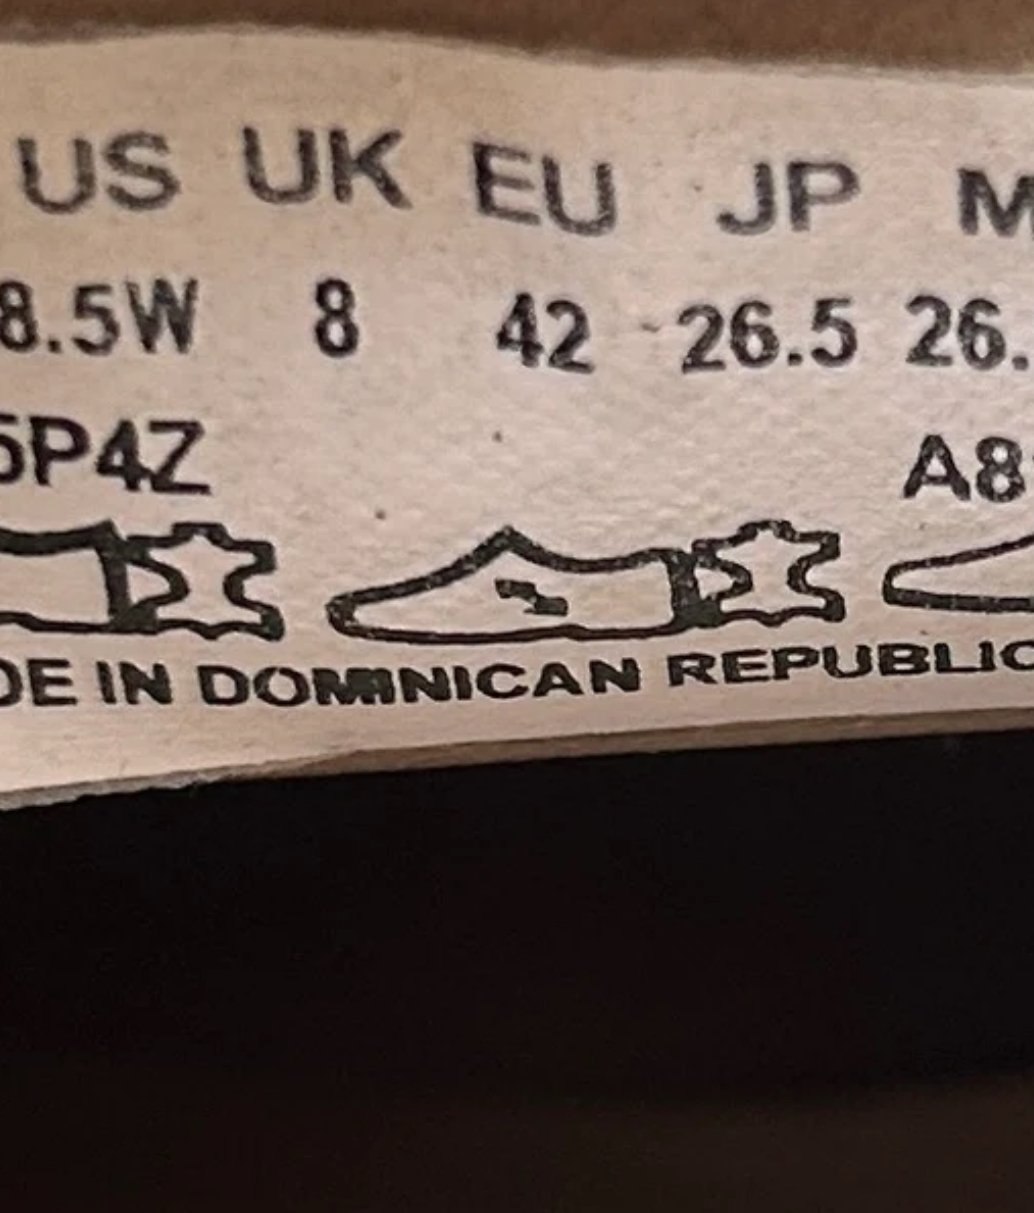 US UK EU JP M
8.5W 8 42 26.5 26.
5P4Z A8
DE IN DOMINICAN REPUBLIC